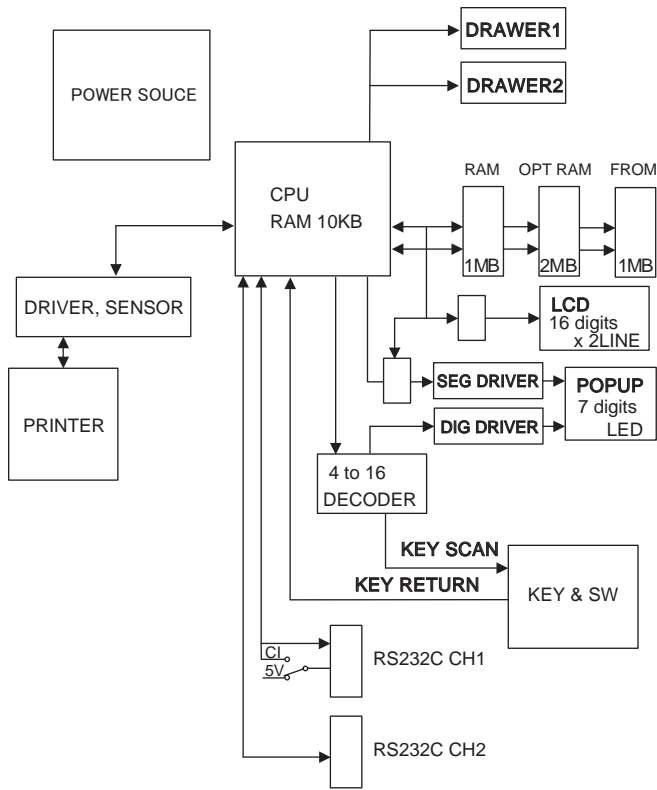 DRAWER1
DRAWER2
POWER SOUCE
CPU
RAM 10KB
RAM
OPT RAM
FROM
1MB
2MB
1MB
DRIVER, SENSOR
LCD
16 digits
x 2LINE
PRINTER
SEG DRIVER
POPUP
7 digits
LED
DIG DRIVER
4 to 16
DECODER
KEY SCAN
KEY RETURN
KEY & SW
CI
5V
RS232C CH1
RS232C CH2